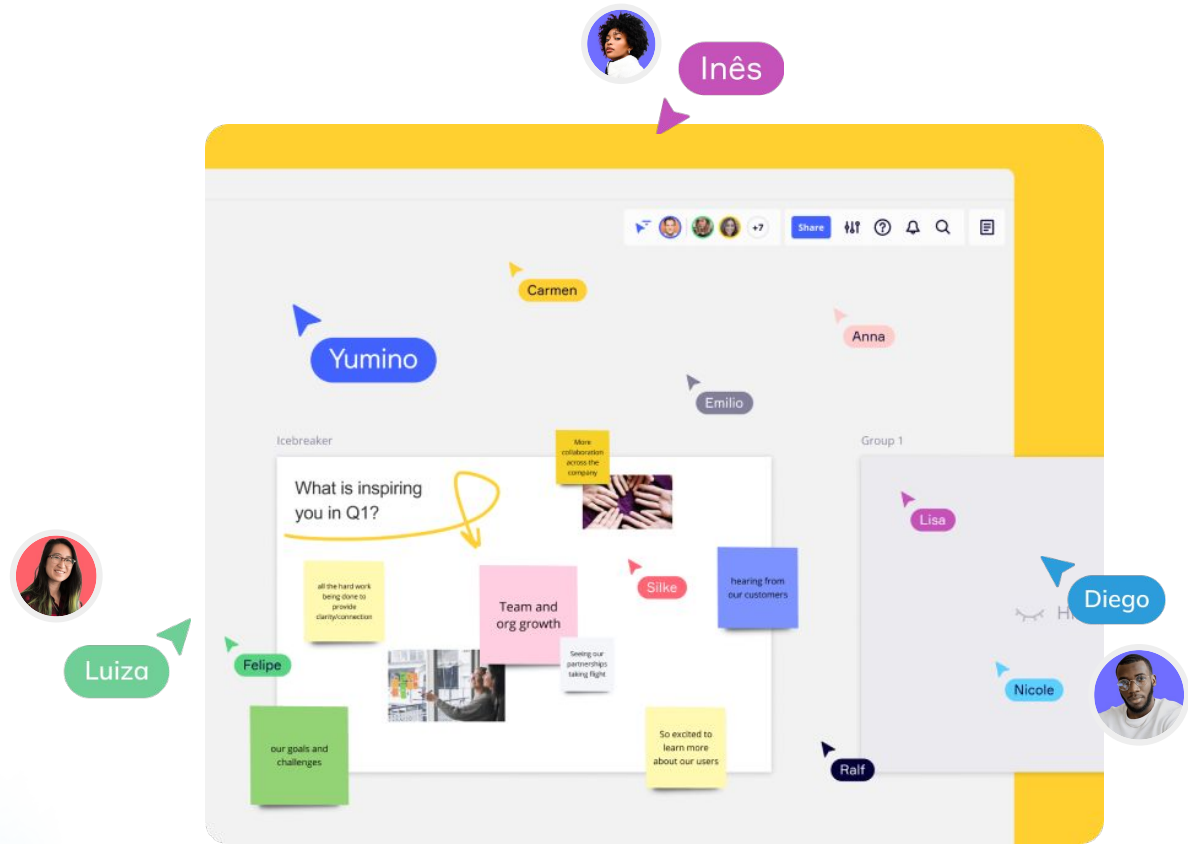 Inês
+7
Share
Carmen
Yumino
Anna
Emilio
Icebreaker
Group 1
More
collaboration
across the
company
What is inspiring
you in Q1?
Lisa
all the hard work
being done to
provide
clarity/connection
Team and
org growth
Silke
hearing from
our customers
Diego
Felipe
Seeing our
partnerships
taking flight
Luiza
Nicole
our goals and
challenges
So excited to
learn more
about our users
Ralf